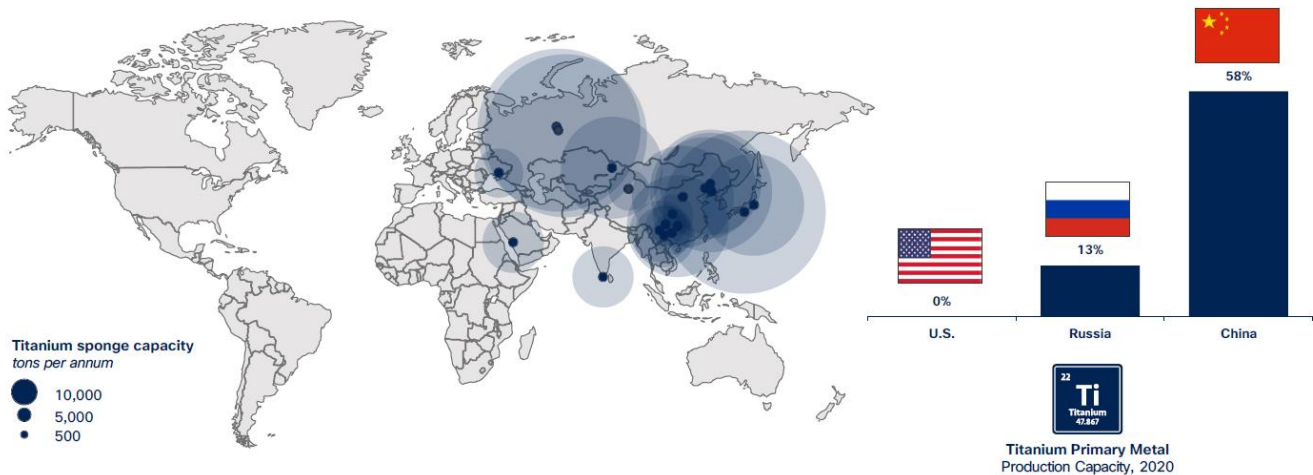 Titanium sponge capacity
tons per annum
10,000
5,000
500
0%
13%
58%
U.S.
Russia
China
22
Ti
Titanium
47.867
Titanium Primary Metal
Production Capacity, 2020